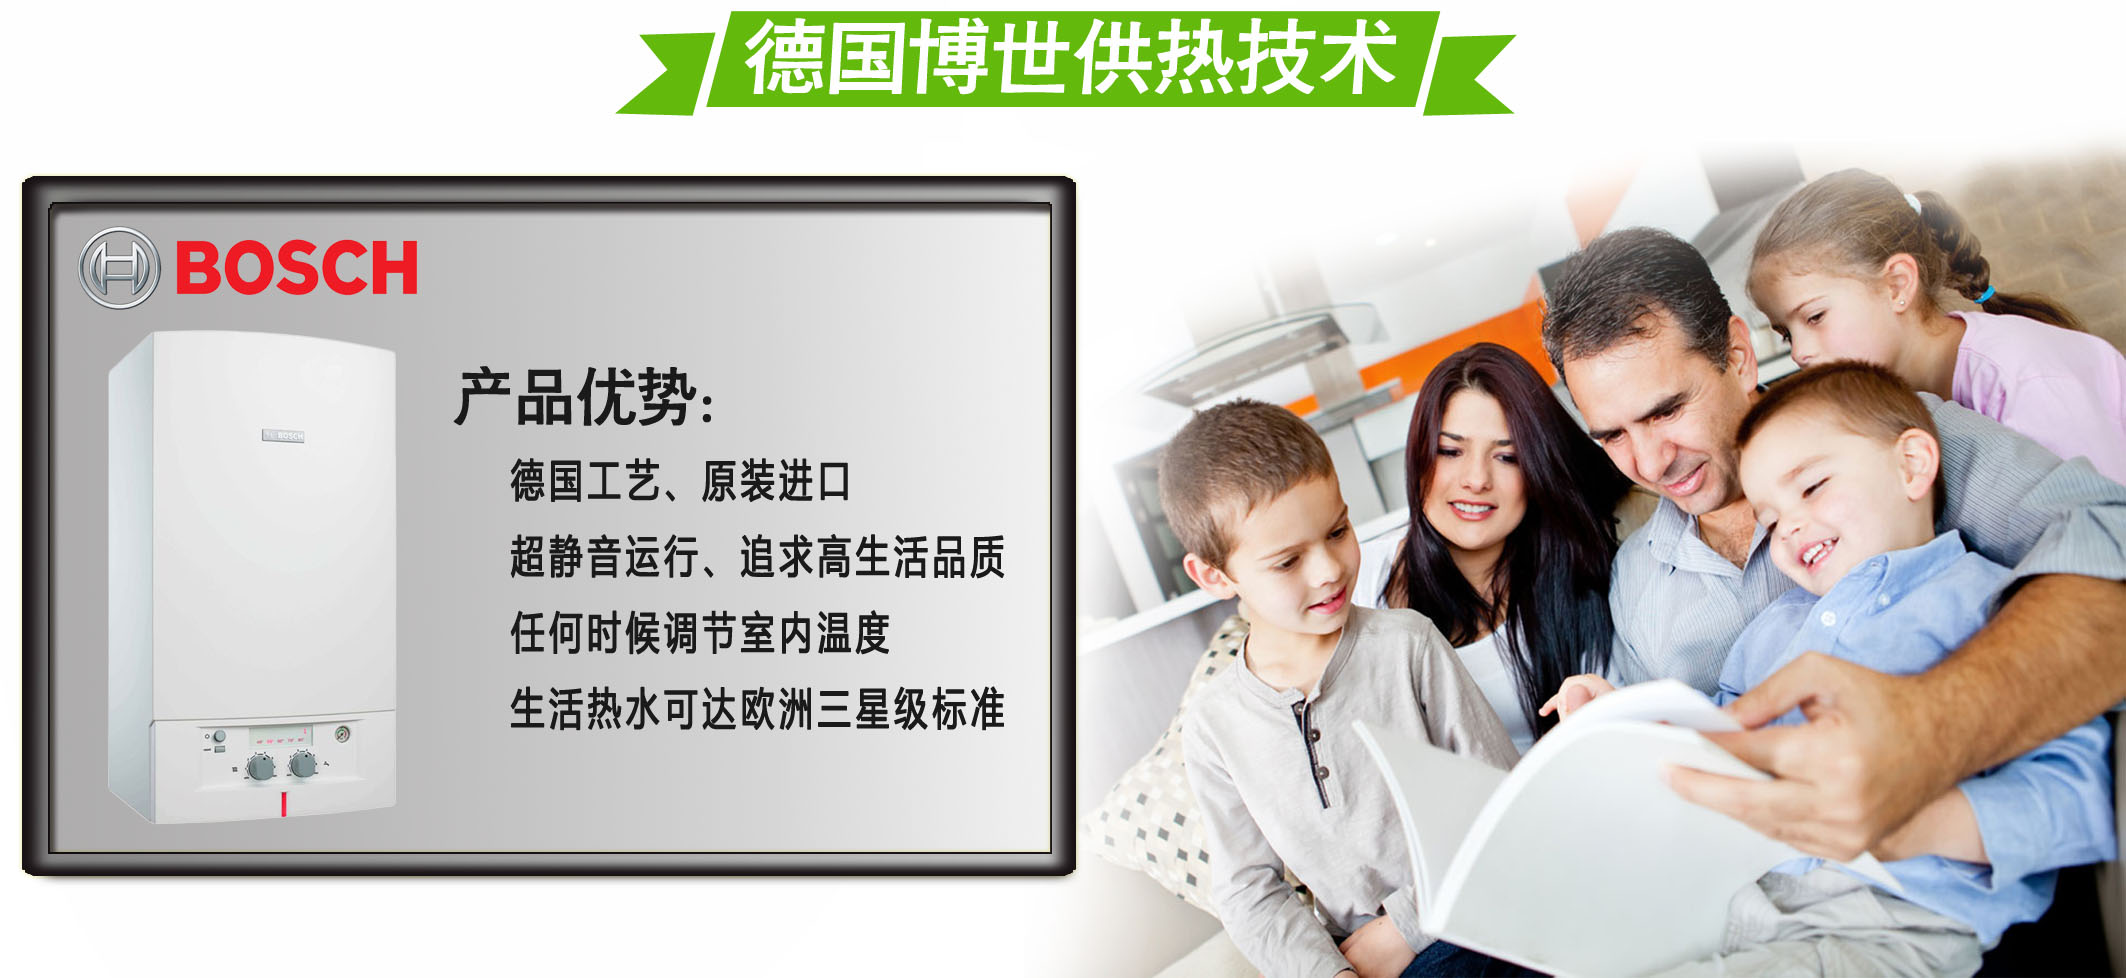 德国博世供热技术
BOSCH
产品优势:
德国工艺、原装进口
超静音运行、追求高生活品质
任何时候调节室内温度
生活热水可达欧洲三星级标准
BOSCH